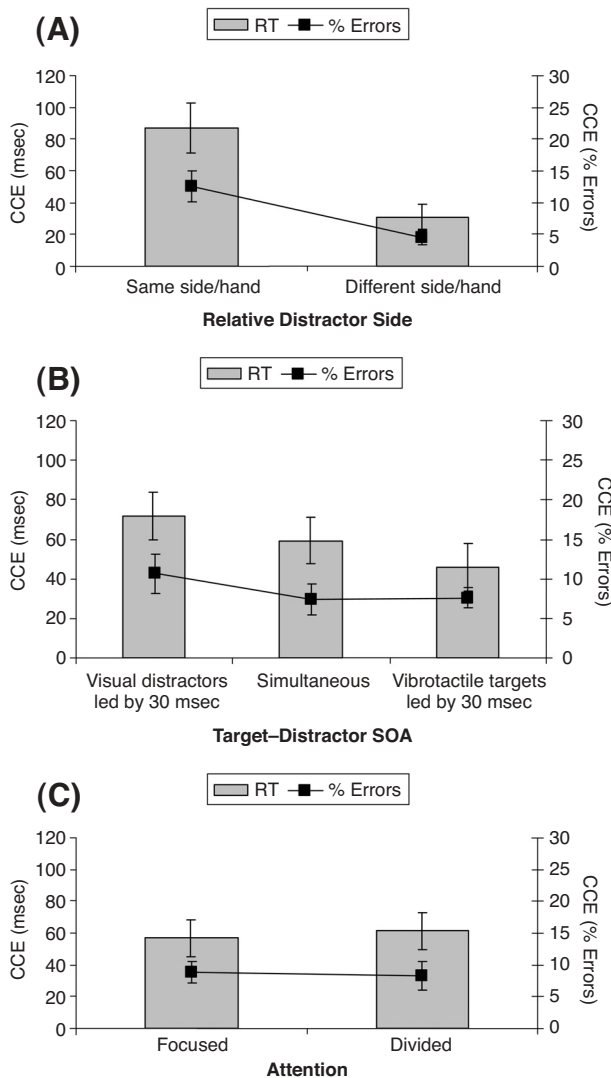 (A)
RT % Errors
CCE (msec)
120
100
80
60
40
20
0
30
25
20
15
10
5
0
CCE (% Errors)
Same side/hand Different side/hand
Relative Distractor Side
(B)
RT % Errors
CCE (msec)
120
100
80
60
40
20
0
30
25
20
15
10
5
0
CCE (% Errors)
Visual distractors led by 30 msec
Simultaneous
Vibrotactile targets led by 30 msec
Target–Distractor SOA
(C)
RT % Errors
CCE (msec)
120
100
80
60
40
20
0
30
25
20
15
10
5
0
CCE (% Errors)
Focused Divided
Attention